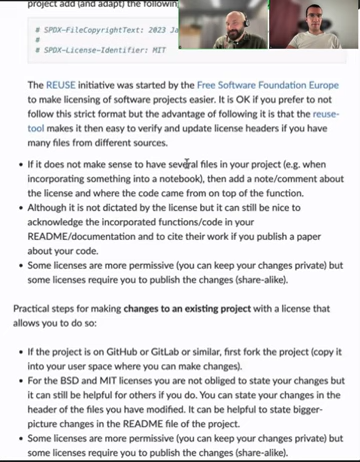 project add (and adapt) the followin
# SPDX-FileCopyrightText: 2023 Ja
#
# SPDX-License-Identifier: MIT
The REUSE initiative was started by the Free Software Foundation Europe
to make licensing of software projects easier. It is OK if you prefer to not
follow this strict format but the advantage of following it is that the reuse-
tool makes it then easy to verify and update license headers if you have
many files from different sources.
• If it does not make sense to have several files in your project (e.g. when
incorporating something into a notebook), then add a note/comment about
the license and where the code came from on top of the function.
• Although it is not dictated by the license but it can still be nice to
acknowledge the incorporated functions/code in your
README/documentation and to cite their work if you publish a paper
about your code.
• Some licenses are more permissive (you can keep your changes private) but
some licenses require you to publish the changes (share-alike).
Practical steps for making changes to an existing project with a license that
allows you to do so:
• If the project is on GitHub or GitLab or similar, first fork the project (copy it
into your user space where you can make changes).
• For the BSD and MIT licenses you are not obliged to state your changes but
it can still be helpful for others if you do. You can state your changes in the
header of the files you have modified. It can be helpful to state bigger-
picture changes in the README file of the project.
• Some licenses are more permissive (you can keep your changes private) but
some licenses require you to publish the changes (share-alike).